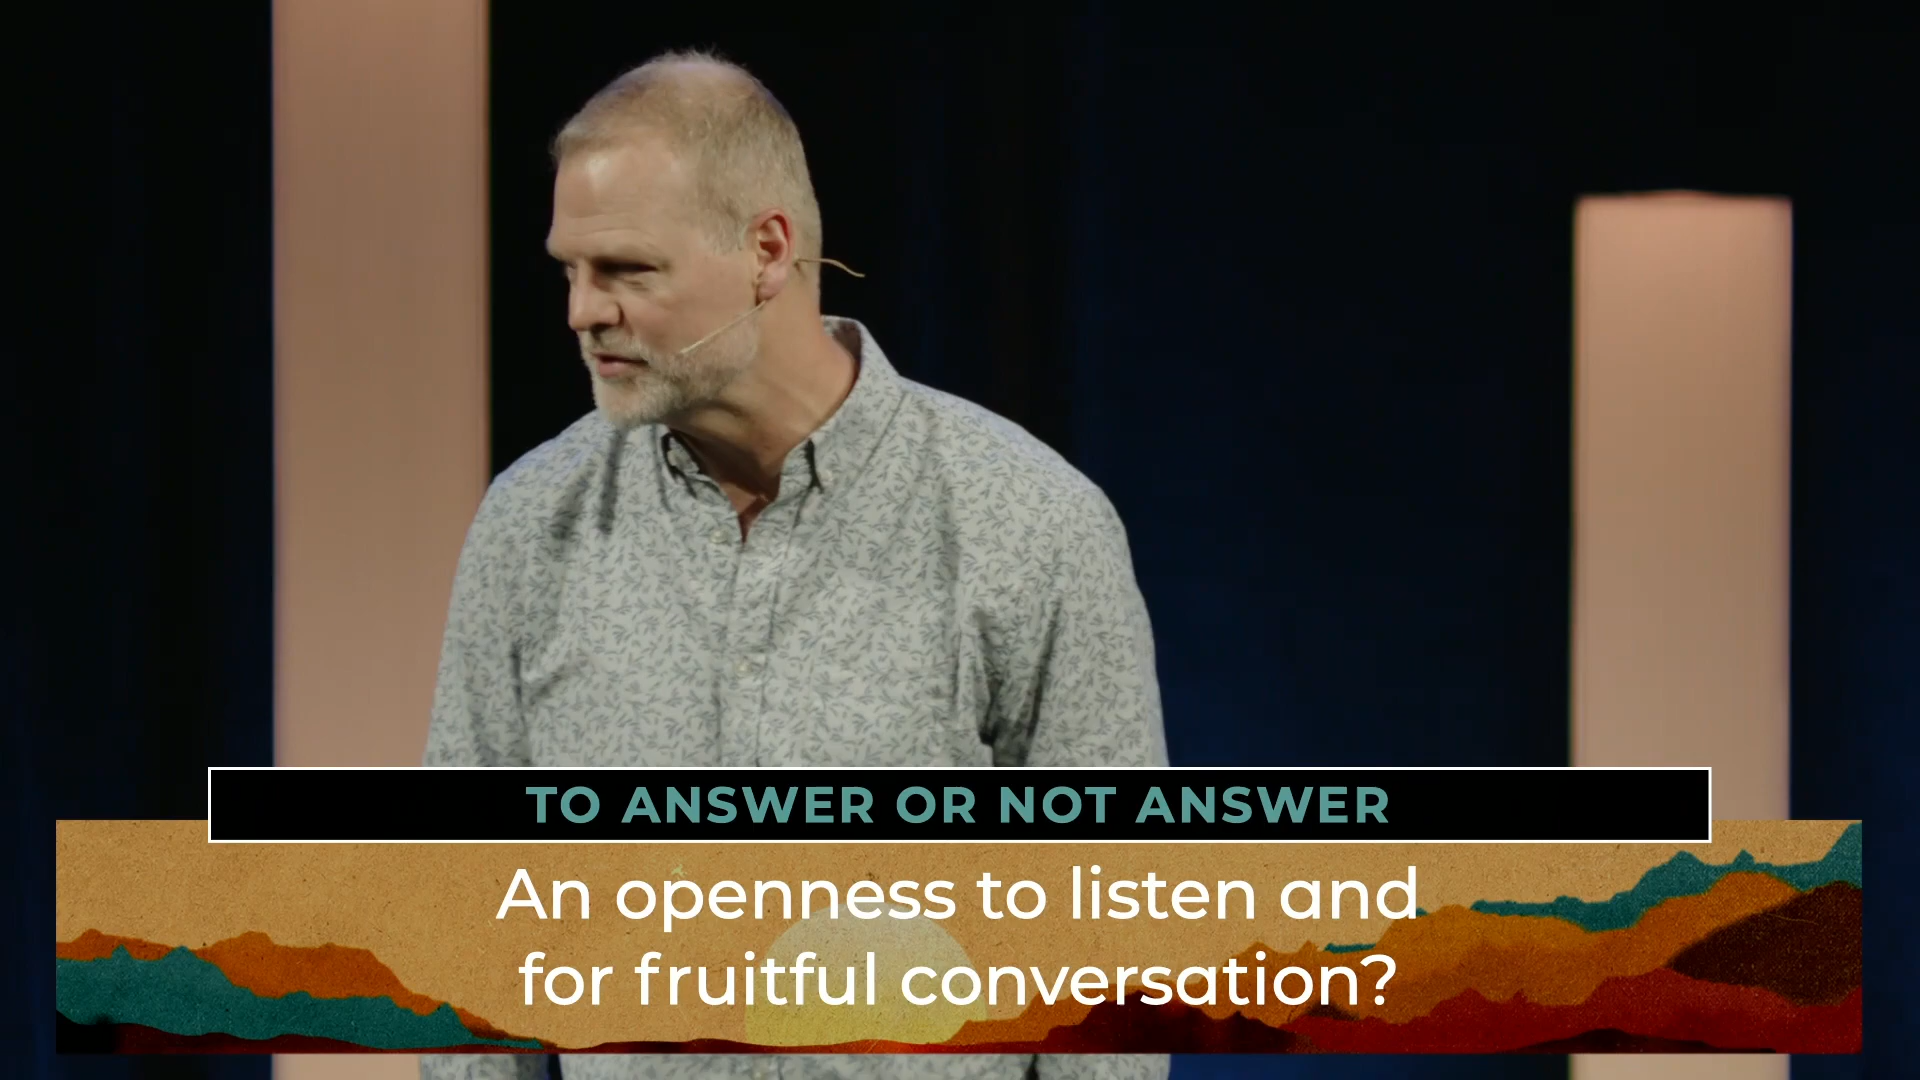 TO ANSWER OR NOT ANSWER
An openness to listen and
for fruitful conversation?